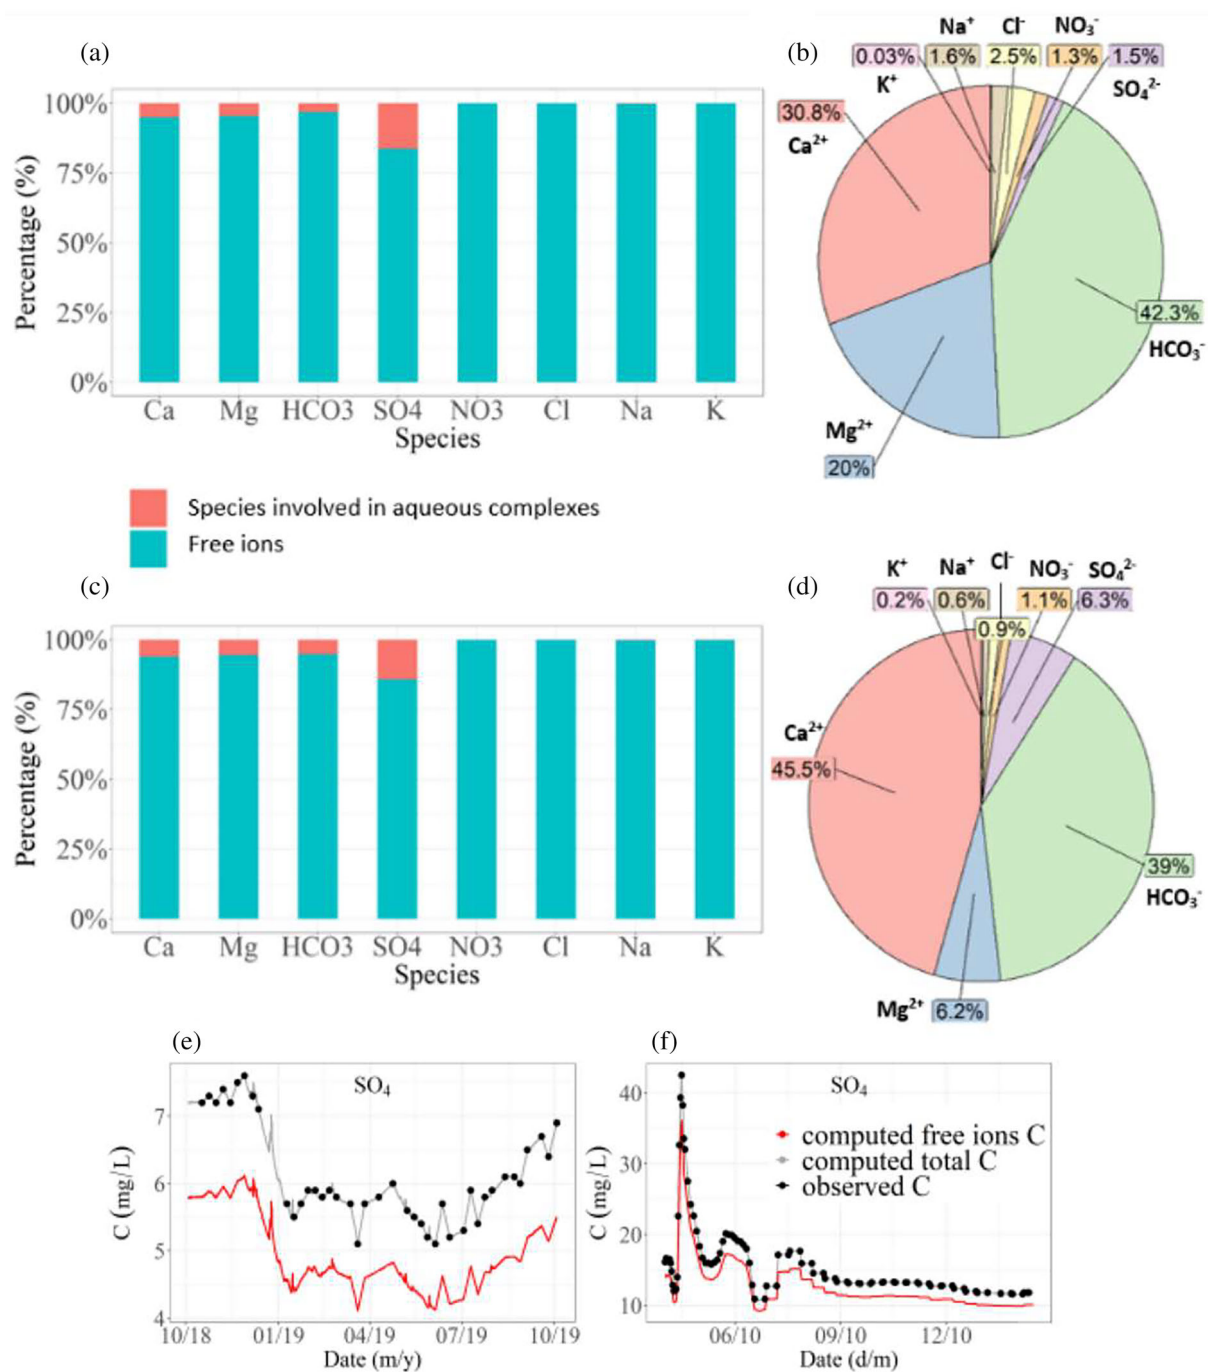 (a)
100%
75%
50%
25%
0%
Percentage (%)
Ca Mg HCO3 SO4 NO3 Cl Na K
Species
(b)
Na⁺ Cl⁻ NO₃⁻
0.03% 1.6% 2.5% 1.3% 1.5%
K⁺ SO₄²⁻
30.8%
Ca²⁺
42.3%
HCO₃⁻
Mg²⁺
20%
Species involved in aqueous complexes
Free ions
(c)
100%
75%
50%
25%
0%
Percentage (%)
Ca Mg HCO3 SO4 NO3 Cl Na K
Species
(d)
K⁺ Na⁺ Cl⁻ NO₃⁻ SO₄²⁻
0.2% 0.6% 1.1% 6.3%
0.9%
Ca²⁺
45.5%
39%
HCO₃⁻
Mg²⁺ 6.2%
(e)
SO₄
7
6
5
4
C (mg/L)
10/18 01/19 04/19 07/19 10/19
Date (m/y)
(f)
SO₄
40
30
20
10
C (mg/L)
computed free ions C
computed total C
observed C
06/10 09/10 12/10
Date (d/m)